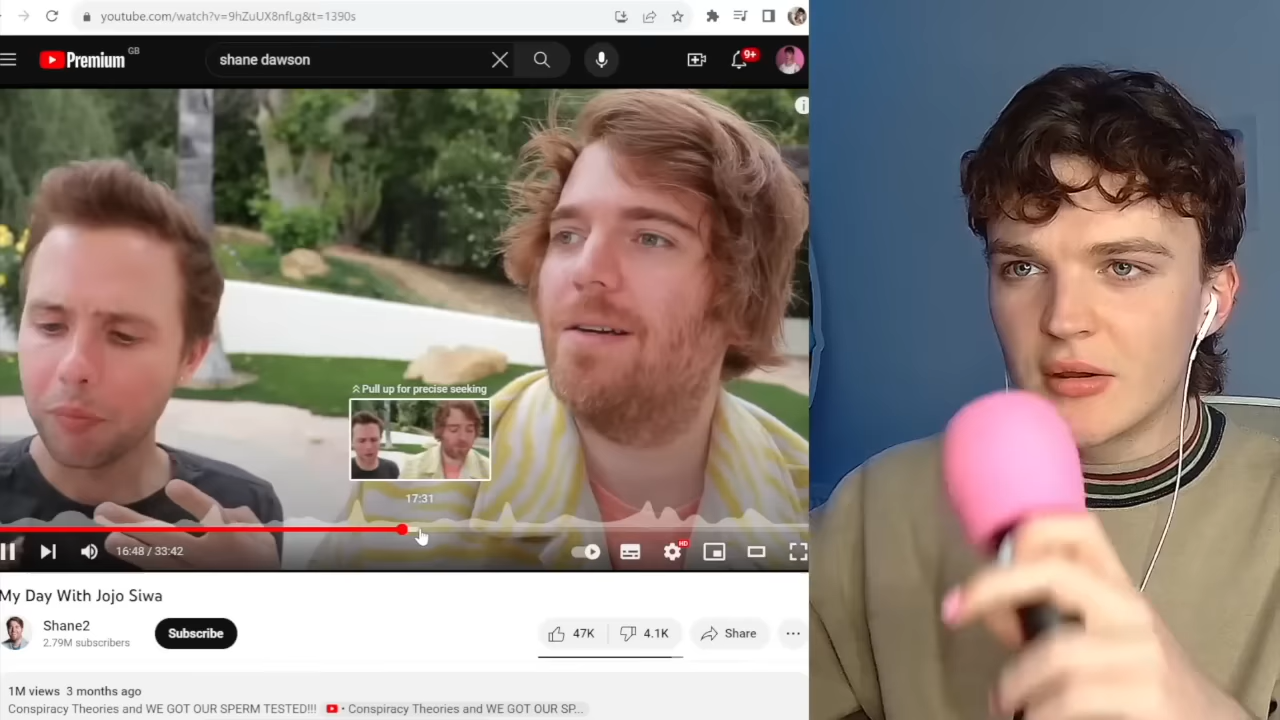 youtube.com/watch?v=9hZuUX8nfLg&t=1390s
Premium GB
shane dawson
9+
Pull up for precise seeking
17:31
16:48 / 33:42
HD
My Day With Jojo Siwa
Shane2
2.79M subscribers
Subscribe
47K
4.1K
Share
1M views 3 months ago
Conspiracy Theories and WE GOT OUR SPERM TESTED!!! • Conspiracy Theories and WE GOT OUR SP...